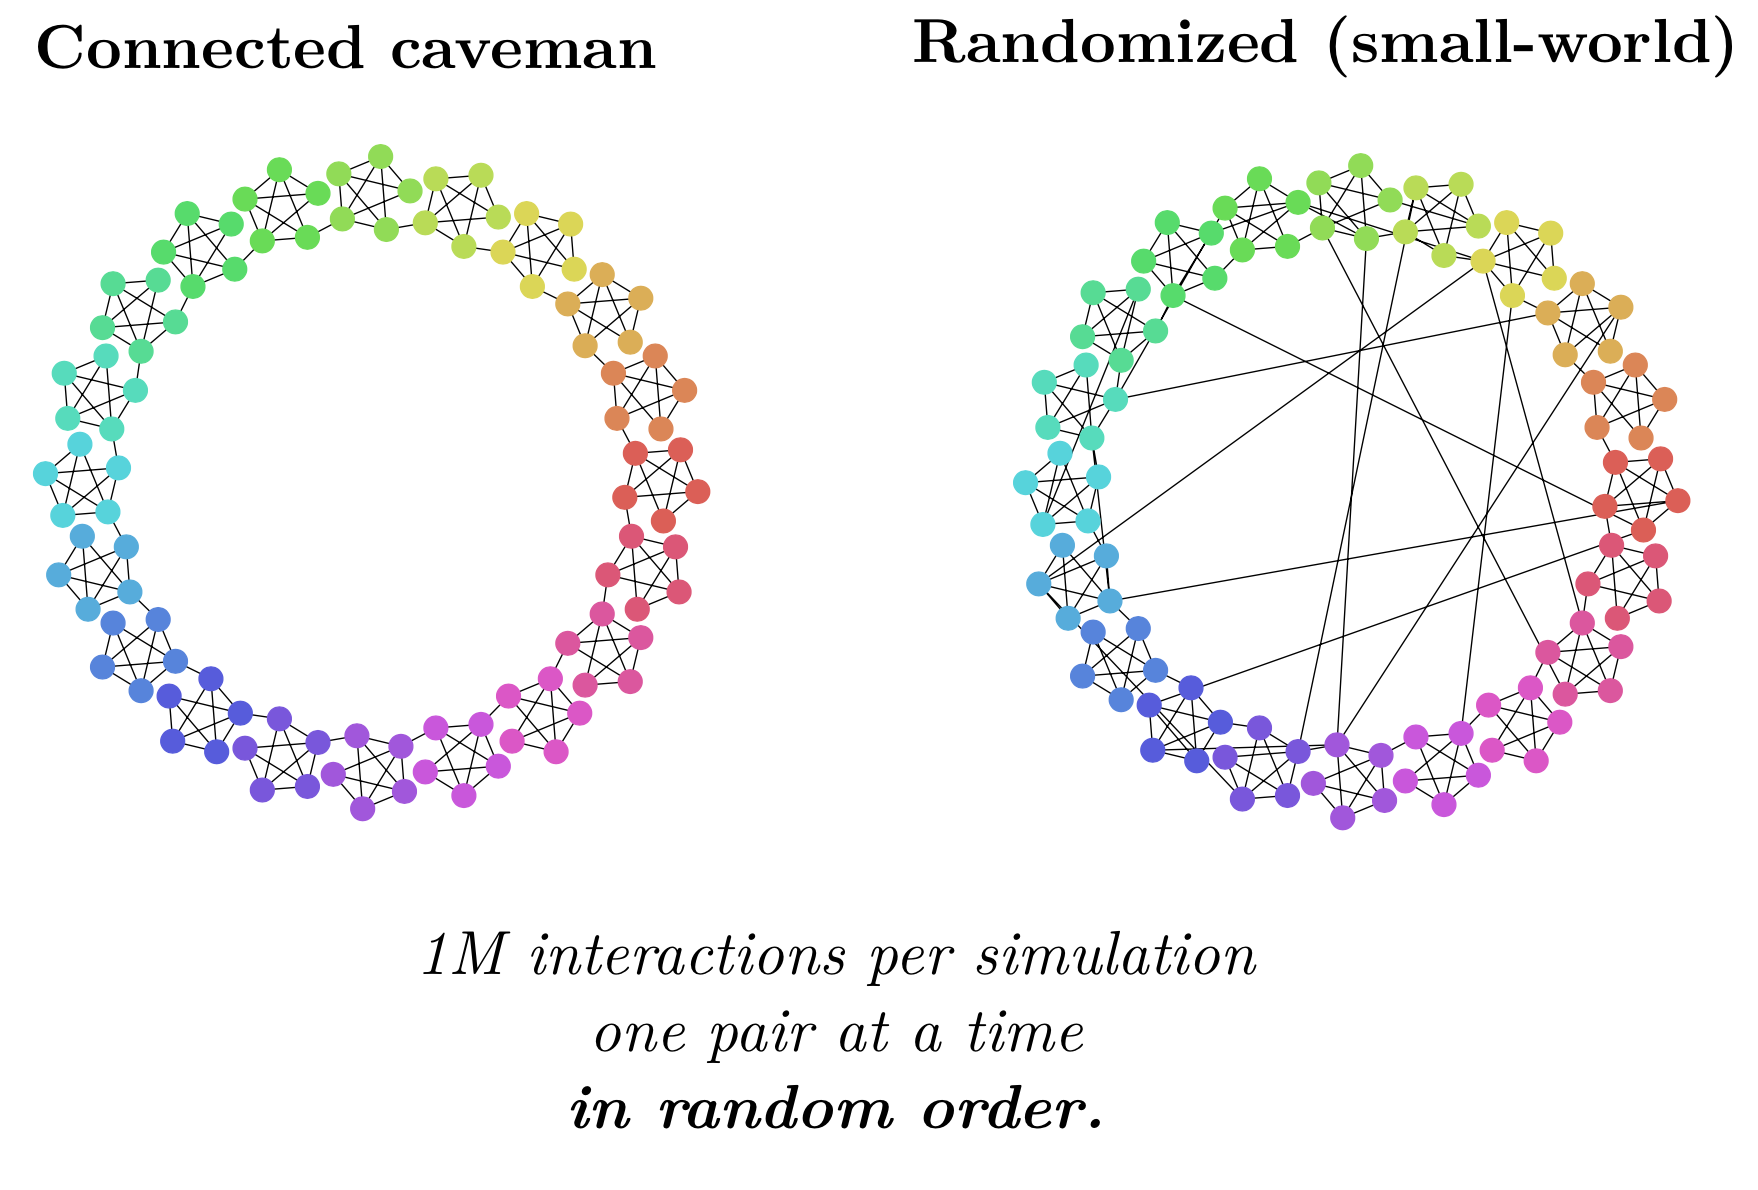 Connected caveman
Randomized (small-world)
1M interactions per simulation
one pair at a time
in random order.